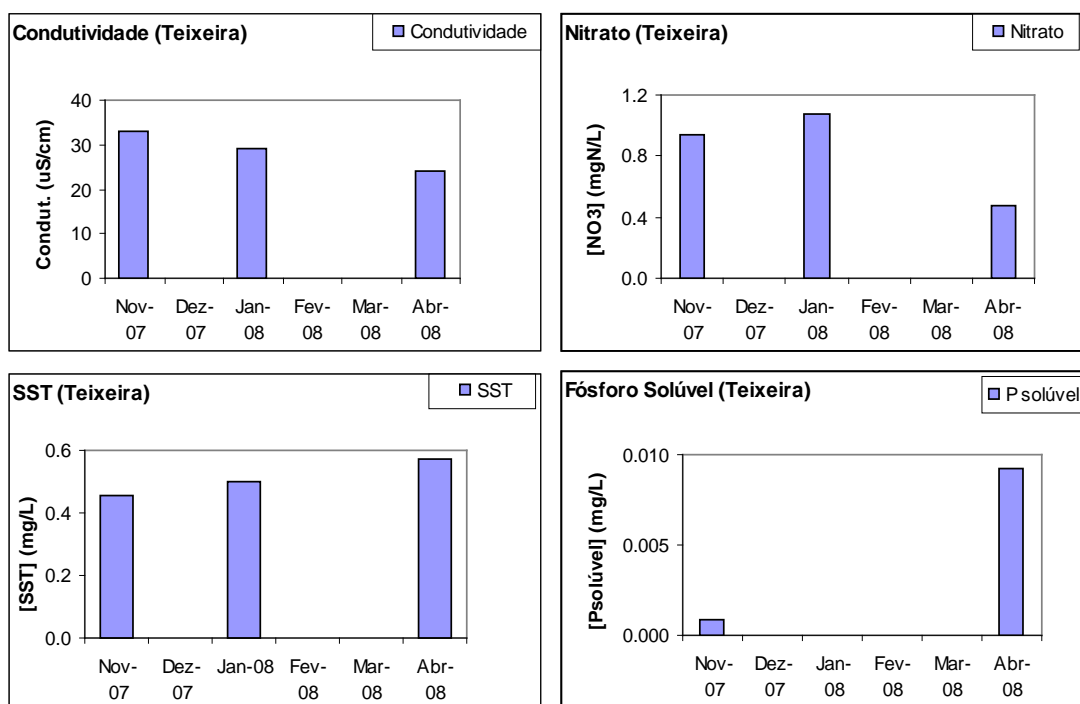 Condutividade (Teixeira)
Condutividade
Condut. (uS/cm)
40
30
20
10
0
Nov-07 Dez-07 Jan-08 Fev-08 Mar-08 Abr-08
Nitrato (Teixeira)
Nitrato
[NO3] (mgN/L)
1.2
0.8
0.4
0.0
Nov-07 Dez-07 Jan-08 Fev-08 Mar-08 Abr-08
SST (Teixeira)
SST
[SST] (mg/L)
0.6
0.4
0.2
0.0
Nov-07 Dez-07 Jan-08 Fev-08 Mar-08 Abr-08
Fósforo Solúvel (Teixeira)
P solúvel
[Psolúvel] (mg/L)
0.010
0.005
0.000
Nov-07 Dez-07 Jan-08 Fev-08 Mar-08 Abr-08